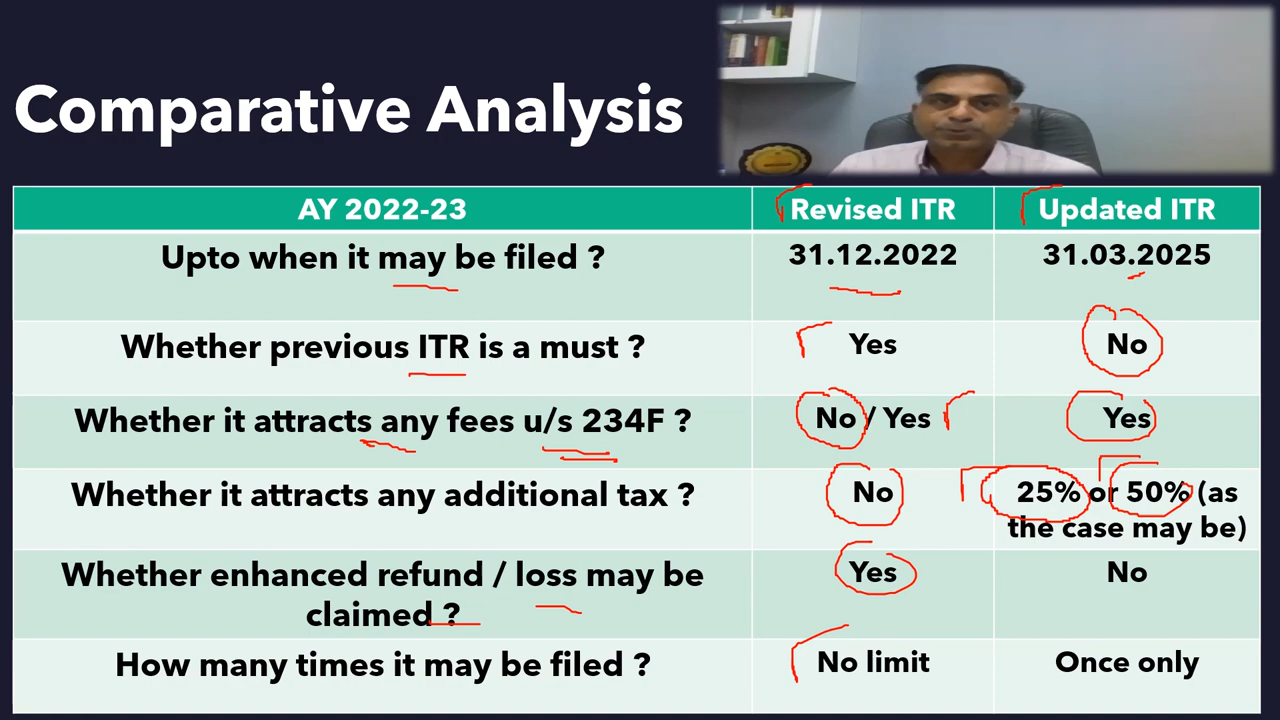 Comparative Analysis
AY 2022-23 Revised ITR Updated ITR
Upto when it may be filed ? 31.12.2022 31.03.2025
Whether previous ITR is a must ? Yes No
Whether it attracts any fees u/s 234F ? No / Yes Yes
Whether it attracts any additional tax ? No 25% or 50% (as
the case may be)
Whether enhanced refund / loss may be
claimed ? Yes No
How many times it may be filed ? No limit Once only